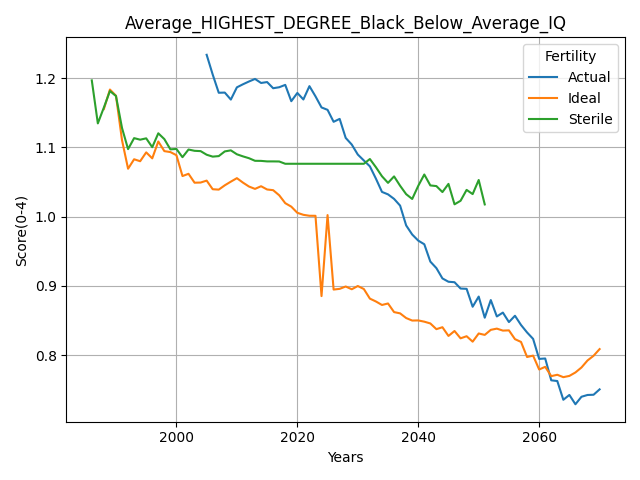 Average_HIGHEST_DEGREE_Black_Below_Average_IQ
Fertility
Actual
Ideal
Sterile
Score(0-4)
1.2
1.1
1.0
0.9
0.8
2000 2020 2040 2060
Years